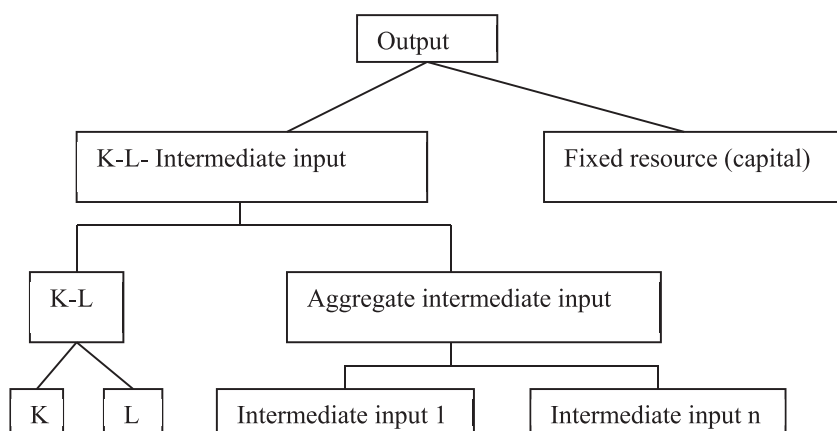 Output
K-L- Intermediate input
Fixed resource (capital)
K-L
Aggregate intermediate input
K
L
Intermediate input 1
Intermediate input n